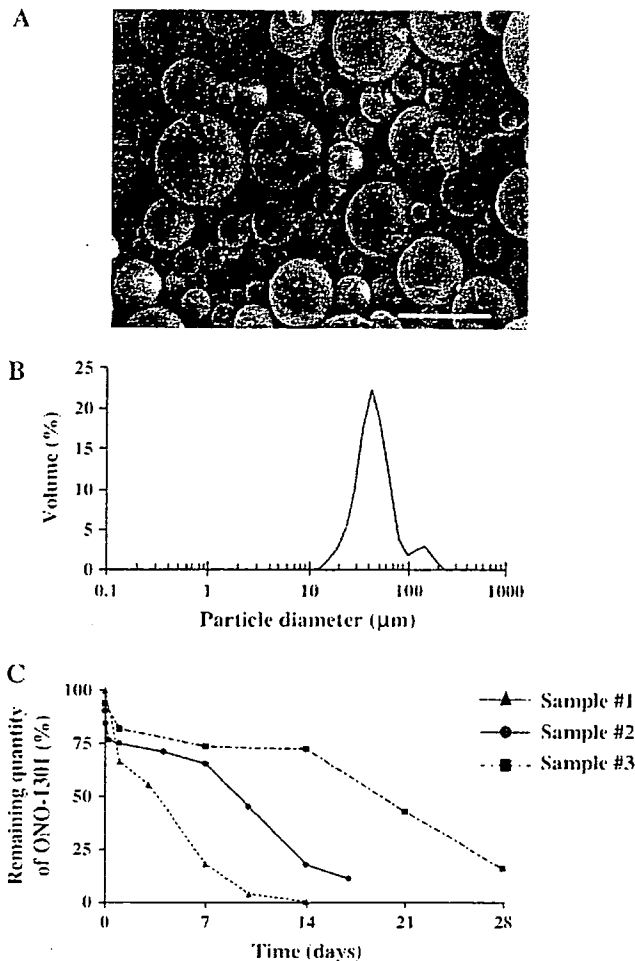 A
B
25
20
15
10
5
0
Volume (%)
0.1 1 10 100 1000
Particle diameter (μm)
C
100
75
50
25
0
Remaining quantity
of ONO-1301 (%)
0 7 14 21 28
Time (days)
Sample #1
Sample #2
Sample #3